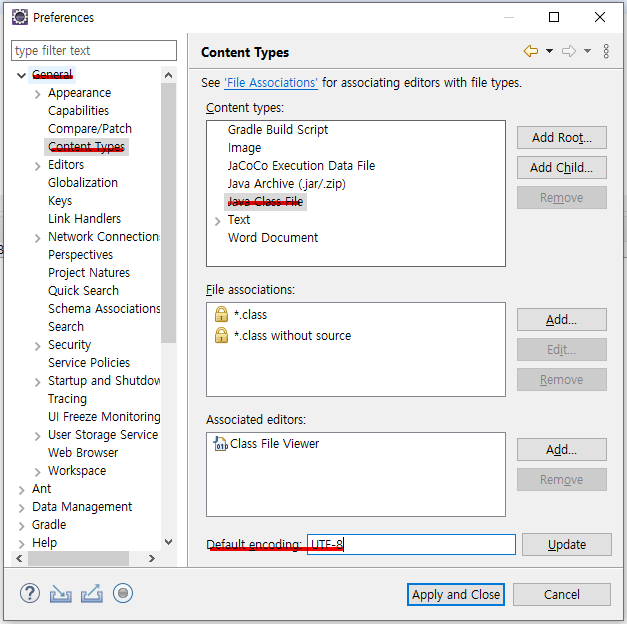 Preferences
type filter text
General
Appearance
Capabilities
Compare/Patch
Content Types
Editors
Globalization
Keys
Link Handlers
Network Connection
Perspectives
Project Natures
Quick Search
Schema Associations
Search
Security
Service Policies
Startup and Shutdow
Tracing
UI Freeze Monitoring
User Storage Service
Web Browser
Workspace
Ant
Data Management
Gradle
Help
Content Types
See 'File Associations' for associating editors with file types.
Content types:
Gradle Build Script
Image
JaCoCo Execution Data File
Java Archive (.jar/.zip)
Java Class File
Text
Word Document
Add Root...
Add Child...
Remove
File associations:
*.class
*.class without source
Add...
Edit...
Remove
Associated editors:
Class File Viewer
Add...
Remove
Default encoding: UTF-8
Update
Apply and Close
Cancel